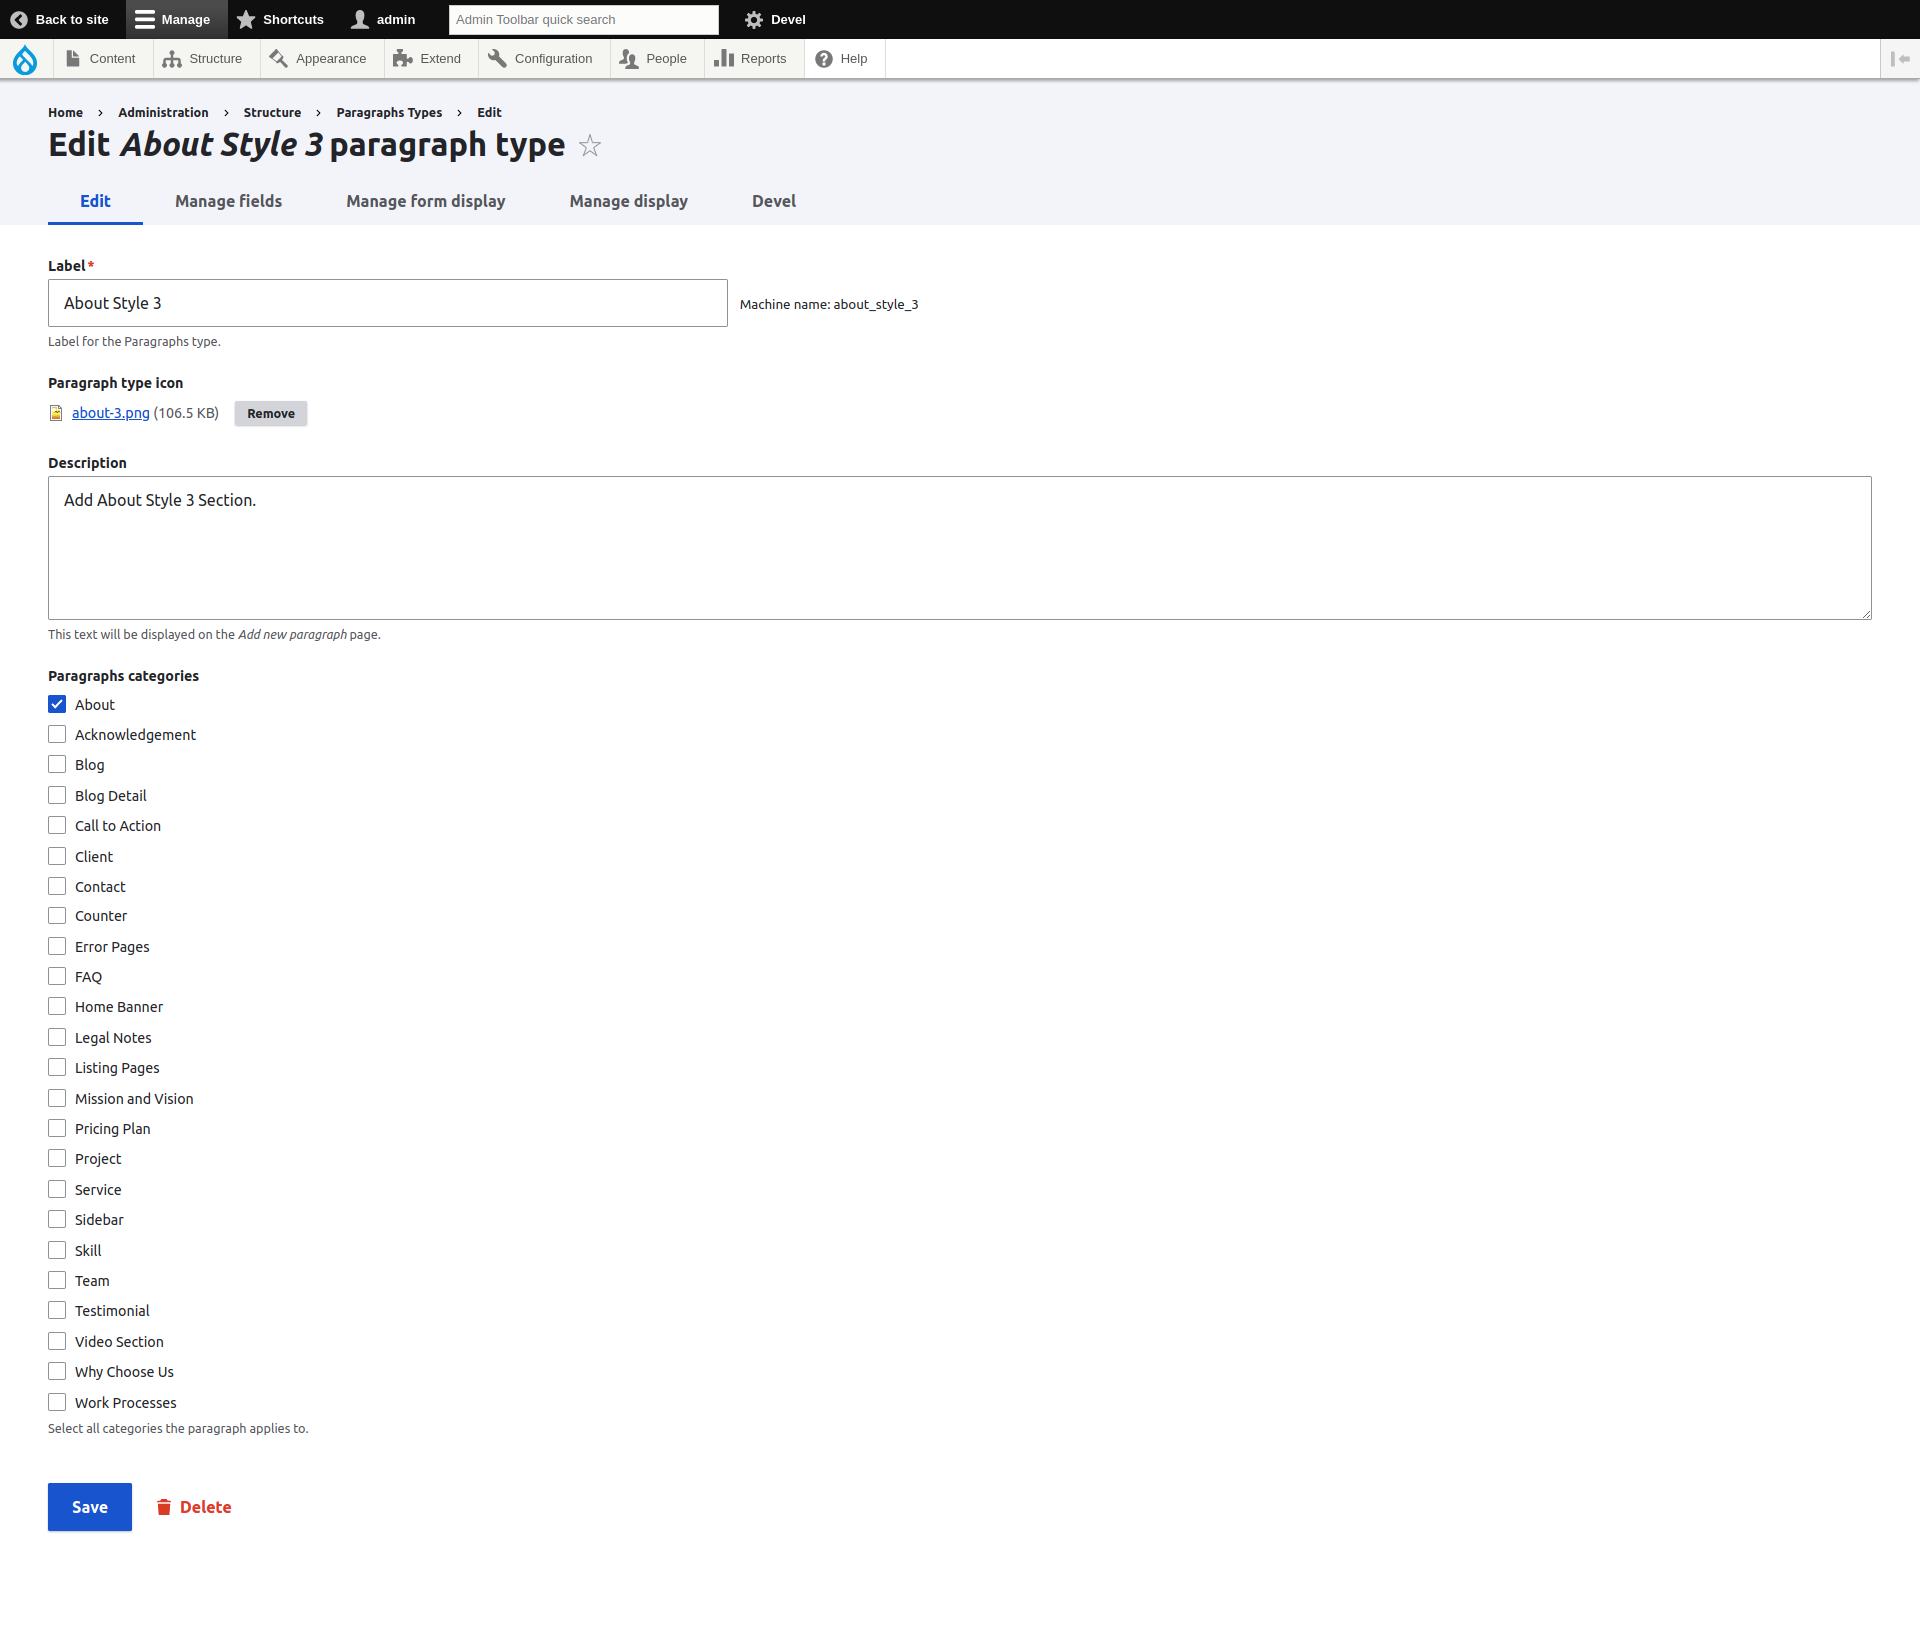 Back to site Manage Shortcuts admin Admin Toolbar quick search Devel
Content Structure Appearance Extend Configuration People Reports Help
Home › Administration › Structure › Paragraphs Types › Edit
Edit About Style 3 paragraph type
Edit Manage fields Manage form display Manage display Devel
Label*
About Style 3 Machine name: about_style_3
Label for the Paragraphs type.
Paragraph type icon
about-3.png (106.5 KB) Remove
Description
Add About Style 3 Section.
This text will be displayed on the Add new paragraph page.
Paragraphs categories
About
Acknowledgement
Blog
Blog Detail
Call to Action
Client
Contact
Counter
Error Pages
FAQ
Home Banner
Legal Notes
Listing Pages
Mission and Vision
Pricing Plan
Project
Service
Sidebar
Skill
Team
Testimonial
Video Section
Why Choose Us
Work Processes
Select all categories the paragraph applies to.
Save Delete